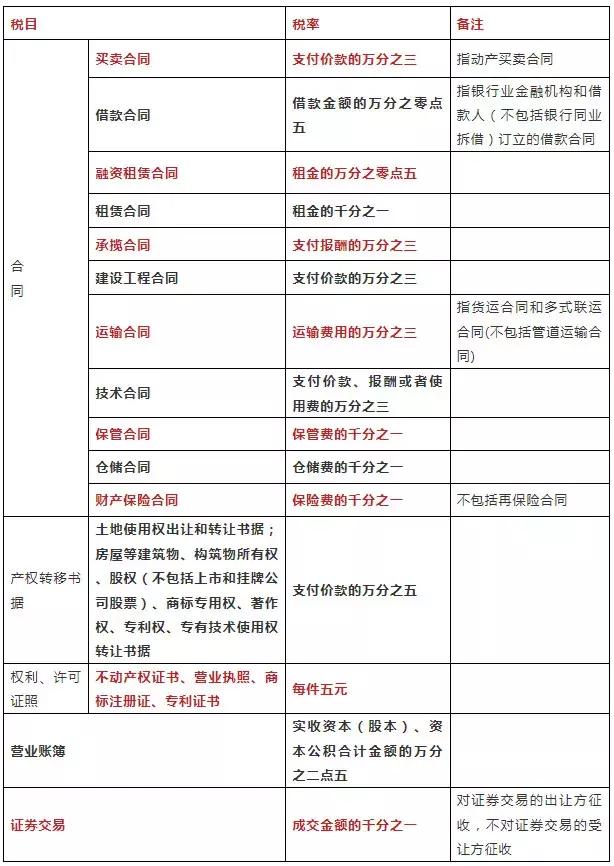 税目 税率 备注
合
同
买卖合同 支付价款的万分之三 指动产买卖合同
借款合同 借款金额的万分之零点
五 指银行业金融机构和借
款人（不包括银行同业
拆借）订立的借款合同
融资租赁合同 租金的万分之零点五
租赁合同 租金的千分之一
承揽合同 支付报酬的万分之三
建设工程合同 支付价款的万分之三
运输合同 运输费用的万分之三 指货运合同和多式联运
合同(不包括管道运输合
同)
技术合同 支付价款、报酬或者使
用费的万分之三
保管合同 保管费的千分之一
仓储合同 仓储费的千分之一
财产保险合同 保险费的千分之一 不包括再保险合同
产权转移书
据
土地使用权出让和转让书据；
房屋等建筑物、构筑物所有权
、股权（不包括上市和挂牌公
司股票）、商标专用权、著作
权、专利权、专有技术使用权
转让书据
支付价款的万分之五
权利、许可
证照
不动产权证书、营业执照、商
标注册证、专利证书
每件五元
营业账簿 实收资本（股本）、资
本公积合计金额的万分
之二点五
证券交易 成交金额的千分之一 对证券交易的出让方征
收，不对证券交易的受
让方征收